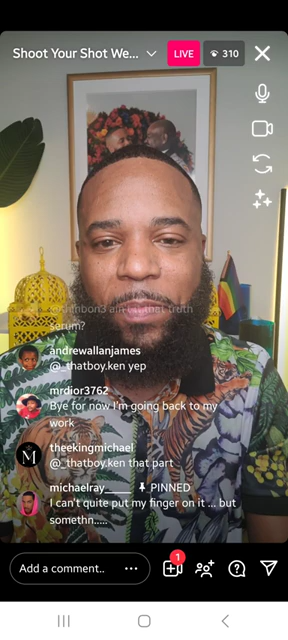 Shoot Your Shot We...
LIVE
310
serum?
andrewallanjames
@_thatboy.ken yep
mrdior3762
Bye for now I'm going back to my
work
M
theekingmichael
@_thatboy.ken that part
michaelray_____ PINNED
I can't quite put my finger on it ... but
somethn.....
1
Add a comment..